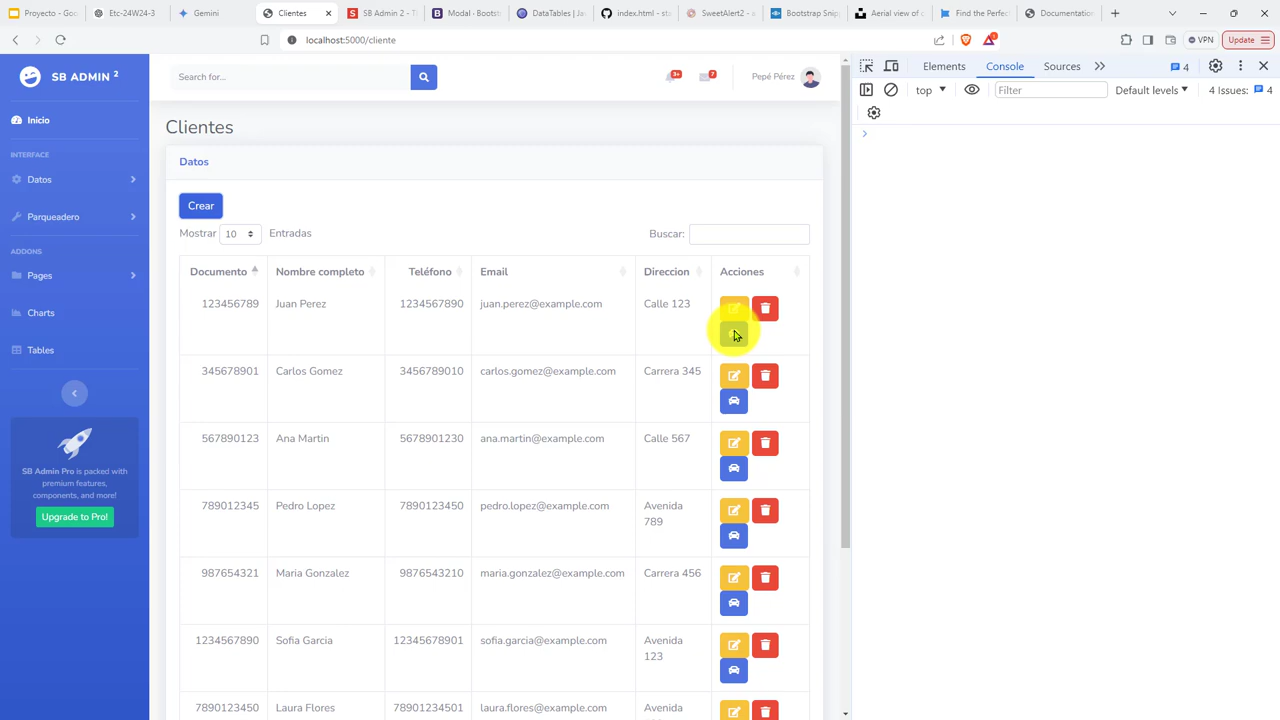 Proyecto - Goo
Etc-24W24-3
Gemini
Clientes
SB Admin 2 - T
Modal · Bootst
DataTables | Ja
index.html - sta
SweetAlert2 - a
Bootstrap Snip
Aerial view of c
Find the Perfec
Documentation
localhost:5000/cliente
VPN
Update
SB ADMIN 2
Inicio
INTERFACE
Datos
Parqueadero
ADDONS
Pages
Charts
Tables
SB Admin Pro is packed with
premium features,
components, and more!
Upgrade to Pro!
Search for...
3+
7
Pepé Pérez
Clientes
Datos
Crear
Mostrar 10 Entradas
Buscar:
Documento Nombre completo Teléfono Email Direccion Acciones
123456789 Juan Perez 1234567890 juan.perez@example.com Calle 123
345678901 Carlos Gomez 3456789010 carlos.gomez@example.com Carrera 345
567890123 Ana Martin 5678901230 ana.martin@example.com Calle 567
789012345 Pedro Lopez 7890123450 pedro.lopez@example.com Avenida
789
987654321 Maria Gonzalez 9876543210 maria.gonzalez@example.com Carrera 456
1234567890 Sofia Garcia 12345678901 sofia.garcia@example.com Avenida
123
7890123450 Laura Flores 78901234501 laura.flores@example.com
Elements
Console
Sources
4
top
Filter
Default levels
4 Issues: 4